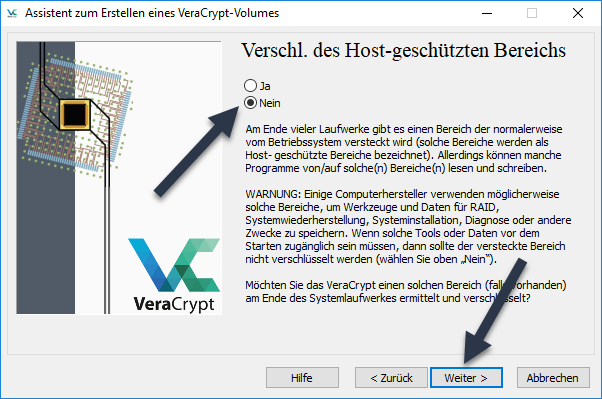 Assistent zum Erstellen eines VeraCrypt-Volumes
Verschl. des Host-geschützten Bereichs
Ja
Nein
Am Ende vieler Laufwerke gibt es einen Bereich der normalerweise
vom Betriebssystem versteckt wird (solche Bereiche werden als
Host- geschützte Bereiche bezeichnet). Allerdings können manche
Programme von/auf solche(n) Bereiche(n) lesen und schreiben.
WARNUNG: Einige Computerhersteller verwenden möglicherweise
solche Bereiche, um Werkzeuge und Daten für RAID,
Systemwiederherstellung, Systeminstallation, Diagnose oder andere
Zwecke zu speichern. Wenn solche Tools oder Daten vor dem
Starten zugänglich sein müssen, dann sollte der versteckte Bereich
nicht verschlüsselt werden (wählen Sie oben „Nein“).
Möchten Sie das VeraCrypt einen solchen Bereich (falls vorhanden)
am Ende des Systemlaufwerkes ermittelt und verschlüsselt?
VeraCrypt
Hilfe
< Zurück
Weiter >
Abbrechen